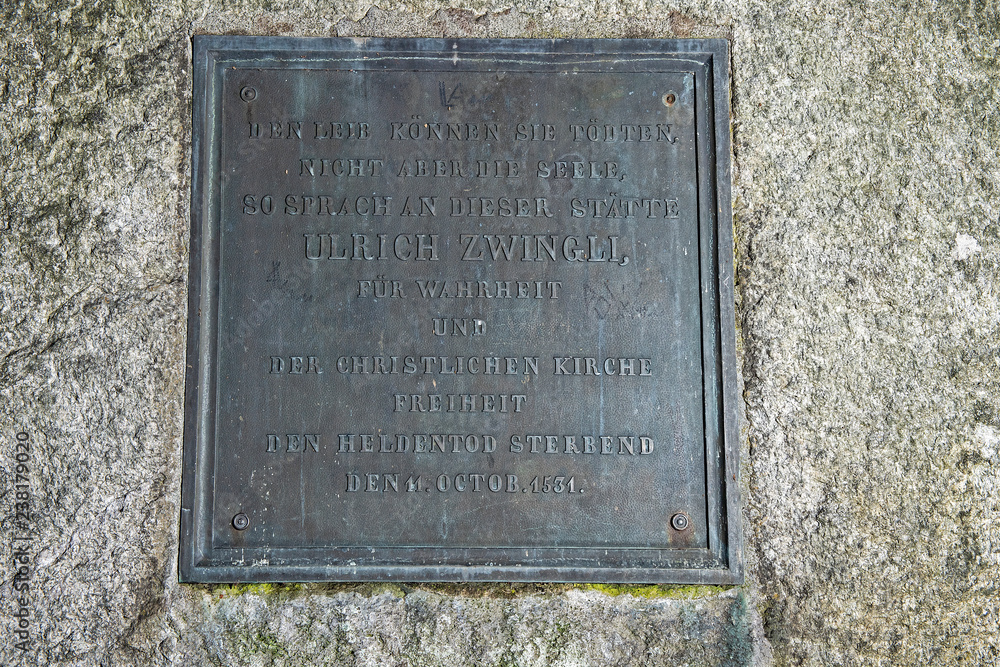 DEN LEIB KÖNNEN SIE TÖDTEN,
NICHT ABER DIE SEELE,
SO SPRACH AN DIESER STÄTTE
ULRICH ZWINGLI,
FÜR WAHRHEIT
UND
DER CHRISTLICHEN KIRCHE
FREIHEIT
DEN HELDENTOD STERBEND
DEN 11. OCTOB. 1531.
Adobe Stock | #238179020